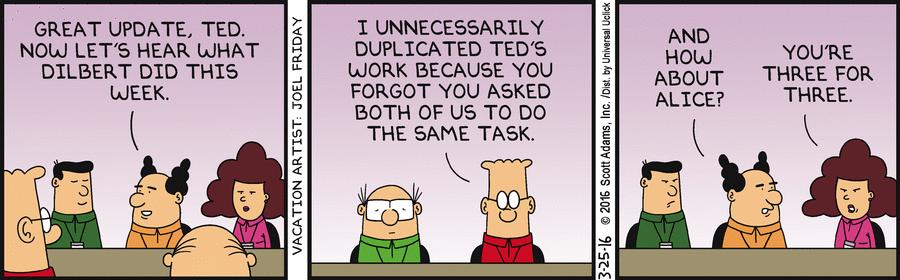 GREAT UPDATE, TED.
NOW LET'S HEAR WHAT
DILBERT DID THIS
WEEK.
VACATION ARTIST: JOEL FRIDAY
I UNNECESSARILY
DUPLICATED TED'S
WORK BECAUSE YOU
FORGOT YOU ASKED
BOTH OF US TO DO
THE SAME TASK.
3-25-16 © 2016 Scott Adams, Inc. /Dist. by Universal Uclick
AND
HOW
ABOUT
ALICE?
YOU'RE
THREE FOR
THREE.